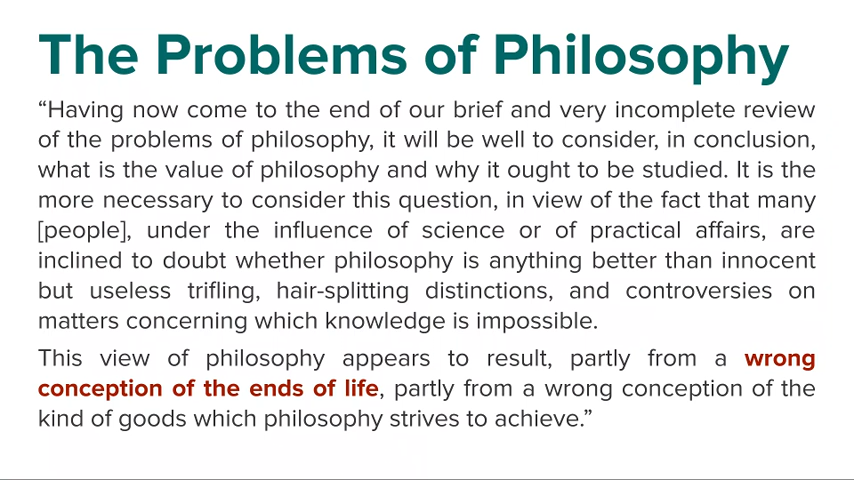 The Problems of Philosophy
“Having now come to the end of our brief and very incomplete review
of the problems of philosophy, it will be well to consider, in conclusion,
what is the value of philosophy and why it ought to be studied. It is the
more necessary to consider this question, in view of the fact that many
[people], under the influence of science or of practical affairs, are
inclined to doubt whether philosophy is anything better than innocent
but useless trifling, hair-splitting distinctions, and controversies on
matters concerning which knowledge is impossible.
This view of philosophy appears to result, partly from a wrong
conception of the ends of life, partly from a wrong conception of the
kind of goods which philosophy strives to achieve.”